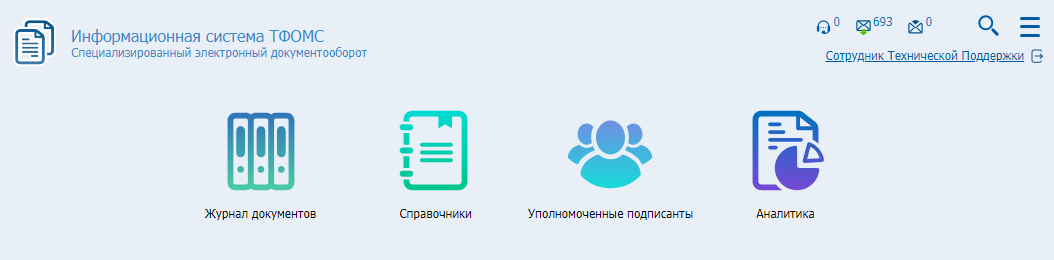 Информационная система ТФОМС
Специализированный электронный документооборот
0
693
0
Сотрудник Технической Поддержки
Журнал документов
Справочники
Уполномоченные подписанты
Аналитика